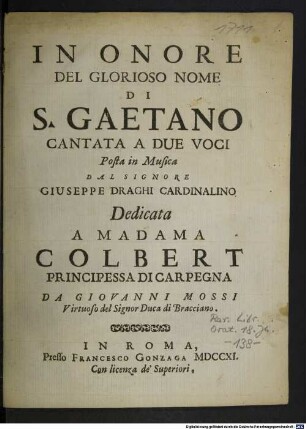 1711.
IN ONORE
DEL GLORIOSO NOME
DI
S. GAETANO
CANTATA A DUE VOCI
Posta in Musica
DAL SIGNORE
GIUSEPPE DRAGHI CARDINALINO
Dedicata
A MADAMA
COLBERT
PRINCIPESSA DI CARPEGNA
DA GIOVANNI MOSSI
Virtuoso del Signor Duca di Bracciano.
IN ROMA,
Presso FRANCESCO GONZAGA MDCCXI.
Con licenza de' Superiori,
-138-